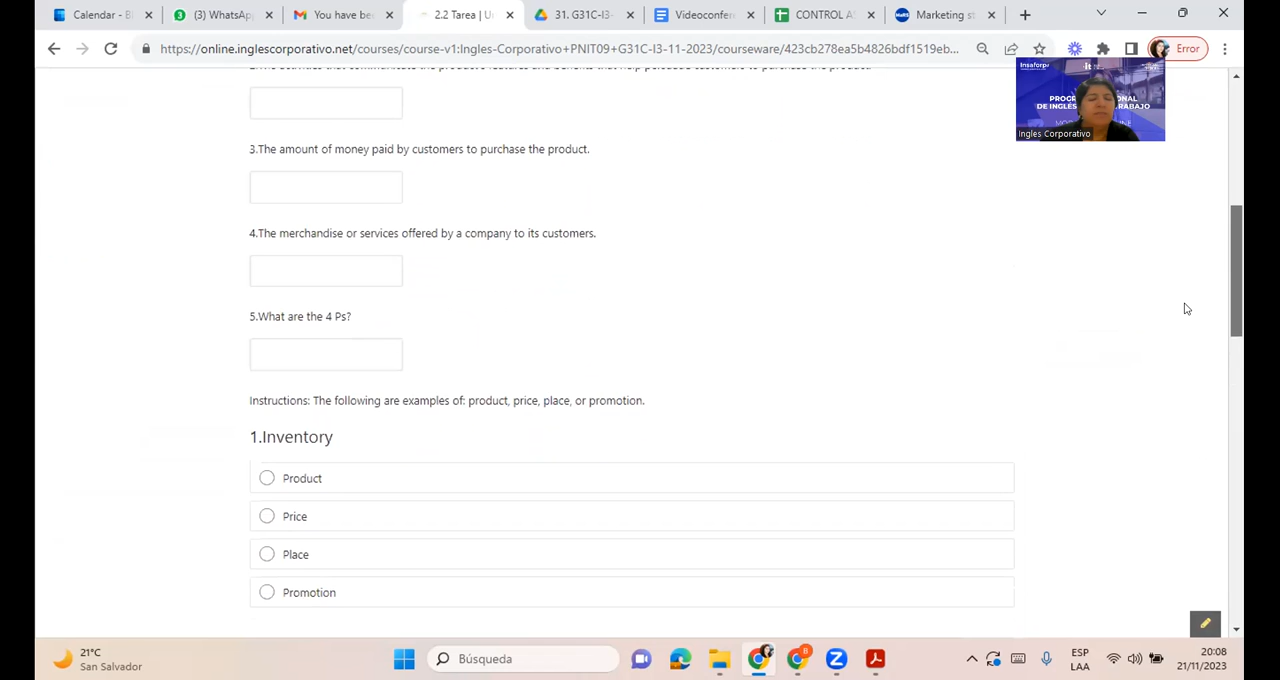 Calendar - B
(3) WhatsAp
You have be
2.2 Tarea | U
31. G31C-I3-
Videoconfer
CONTROL A
Marketing st
https://online.inglescorporativo.net/courses/course-v1:Ingles-Corporativo+PNIT09+G31C-I3-11-2023/courseware/423cb278ea5b4826bdf1519eb...
Error
3.The amount of money paid by customers to purchase the product.
4.The merchandise or services offered by a company to its customers.
5.What are the 4 Ps?
Instructions: The following are examples of: product, price, place, or promotion.
1.Inventory
Product
Price
Place
Promotion
Insaforp
DE INGLÉS
Ingles Corporativo
21°C
San Salvador
Búsqueda
ESP
LAA
20:08
21/11/2023